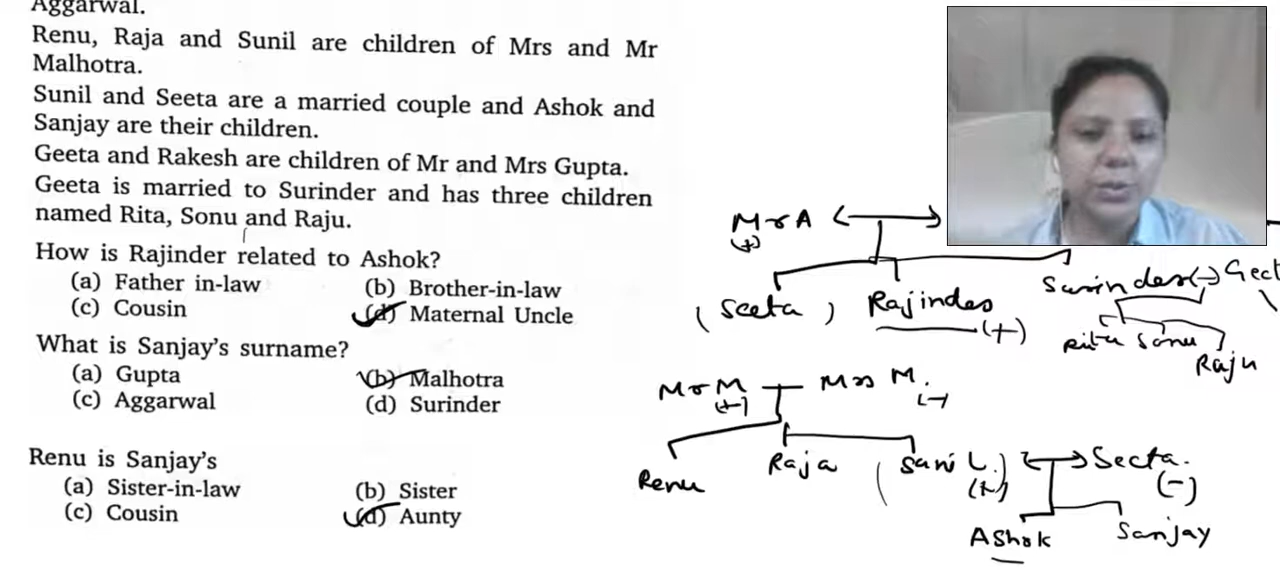 Aggarwal.
Renu, Raja and Sunil are children of Mrs and Mr
Malhotra.
Sunil and Seeta are a married couple and Ashok and
Sanjay are their children.
Geeta and Rakesh are children of Mr and Mrs Gupta.
Geeta is married to Surinder and has three children
named Rita, Sonu and Raju.
How is Rajinder related to Ashok?
(a) Father in-law (b) Brother-in-law
(c) Cousin (d) Maternal Uncle
What is Sanjay's surname?
(a) Gupta (b) Malhotra
(c) Aggarwal (d) Surinder
Renu is Sanjay's
(a) Sister-in-law (b) Sister
(c) Cousin (d) Aunty
Mr A
(+)
(Seeta) Rajinder Surinder (-) Geet
(+)
Rita Sonu
Raju
Mr M Mrs M.
(+) (-)
Renu Raja (Sunil) Seeta.
(+) (-)
Ashok Sanjay